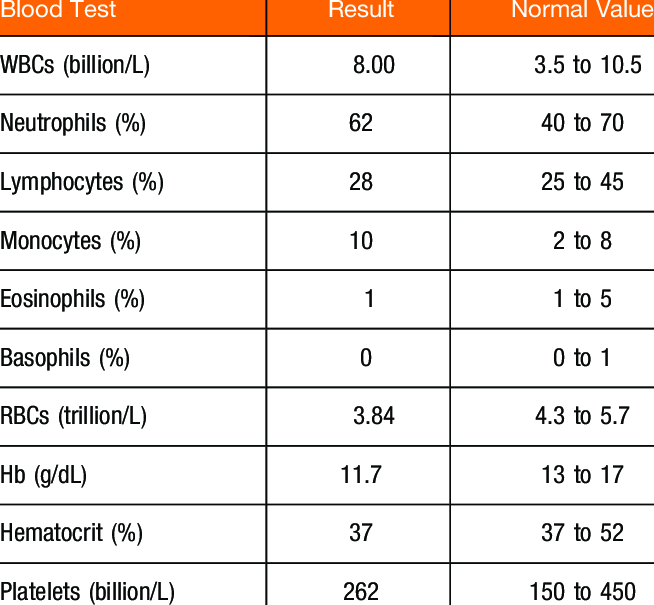 Blood Test Result Normal Value
WBCs (billion/L) 8.00 3.5 to 10.5
Neutrophils (%) 62 40 to 70
Lymphocytes (%) 28 25 to 45
Monocytes (%) 10 2 to 8
Eosinophils (%) 1 1 to 5
Basophils (%) 0 0 to 1
RBCs (trillion/L) 3.84 4.3 to 5.7
Hb (g/dL) 11.7 13 to 17
Hematocrit (%) 37 37 to 52
Platelets (billion/L) 262 150 to 450